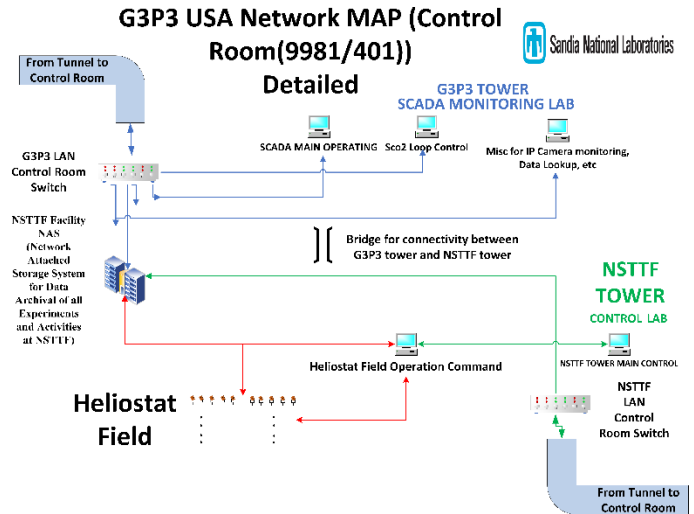 G3P3 USA Network MAP (Control
Room(9981/401))
Detailed
Sandia National Laboratories
From Tunnel to
Control Room
G3P3 TOWER
SCADA MONITORING LAB
SCADA MAIN OPERATING
Sco2 Loop Control
Misc for IP Camera monitoring,
Data Lookup, etc
G3P3 LAN
Control Room
Switch
NSTTF Facility
NAS
(Network
Attached
Storage System
for Data
Archival of all
Experiments
and Activities
at NSTTF)
Bridge for connectivity between
G3P3 tower and NSTTF tower
NSTTF
TOWER
CONTROL LAB
Heliostat Field Operation Command
NSTTF TOWER MAIN CONTROL
Heliostat
Field
NSTTF
LAN
Control
Room Switch
From Tunnel to
Control Room